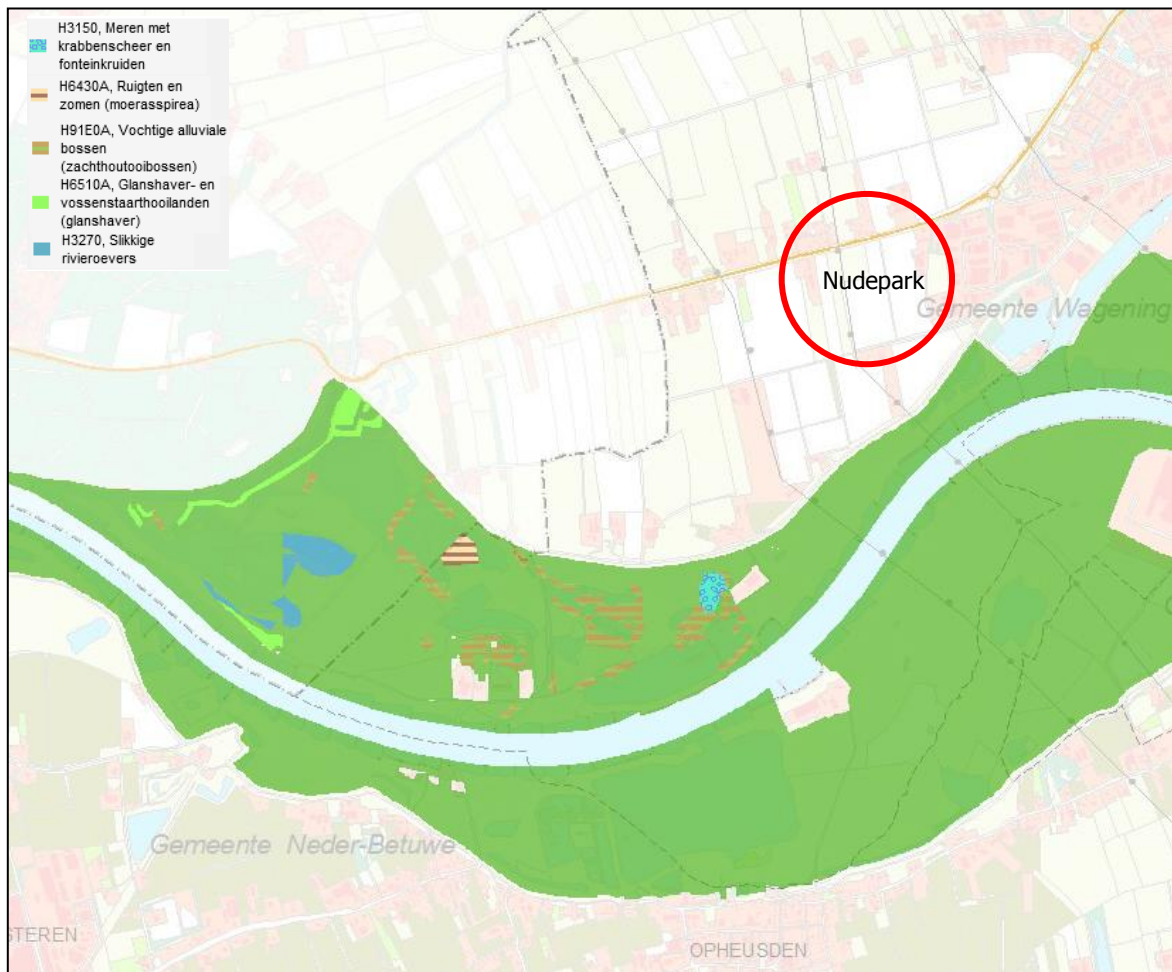 H3150, Meren met
krabbenscheer en
fonteinkruiden
H6430A, Ruigten en
zomen (moerasspirea)
H91E0A, Vochtige alluviale
bossen
(zachthoutooibossen)
H6510A, Glanshaver- en
vossenstaarthooilanden
(glanshaver)
H3270, Slikkige
rivieroevers
Nudepark
Gemeente Wagening
Gemeente Neder-Betuwe
STEREN
OPHEUSDEN